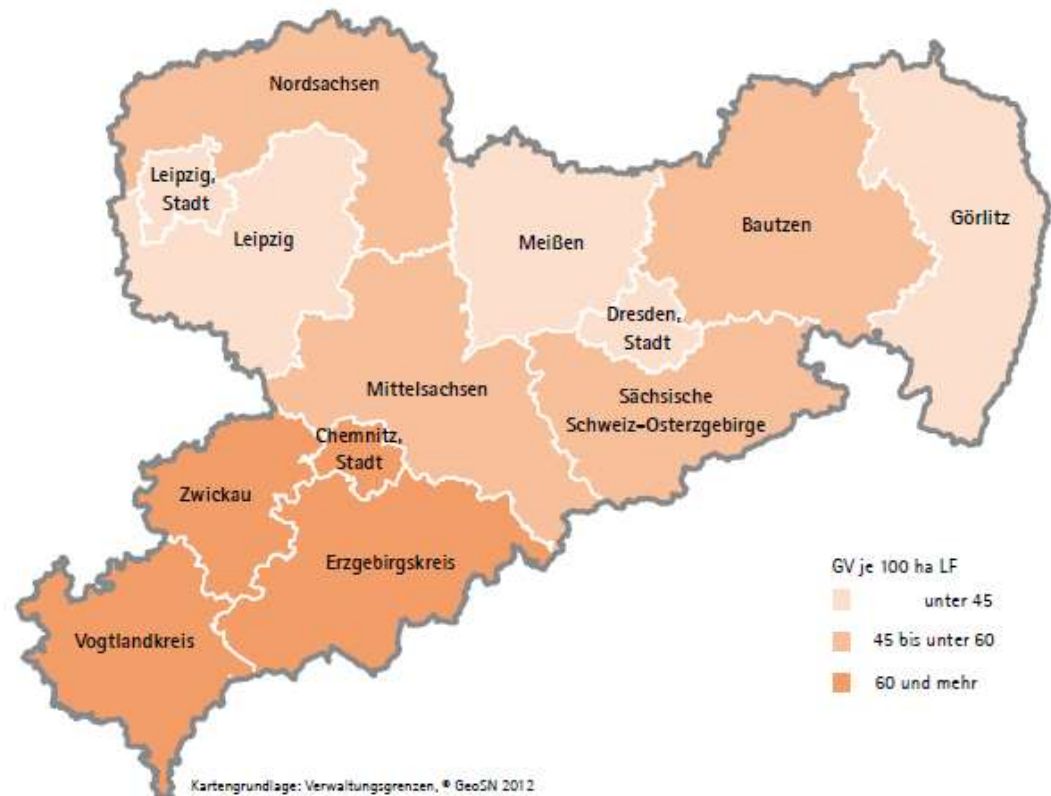 Nordsachsen
Leipzig,
Stadt
Leipzig
Meißen
Bautzen
Görlitz
Dresden,
Stadt
Mittelsachsen
Sächsische
Schweiz-Osterzgebirge
Chemnitz,
Stadt
Zwickau
Erzgebirgskreis
Vogtlandkreis
GV je 100 ha LF
unter 45
45 bis unter 60
60 und mehr
Kartengrundlage: Verwaltungsgrenzen, © GeoSN 2012